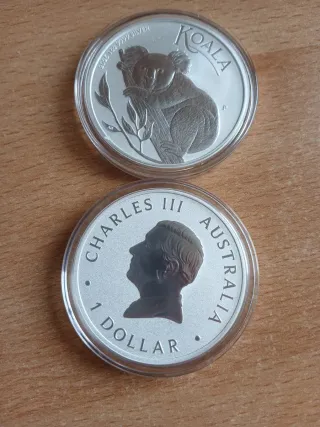 KOALA
CHARLES III AUSTRALIA
• 1 DOLLAR •